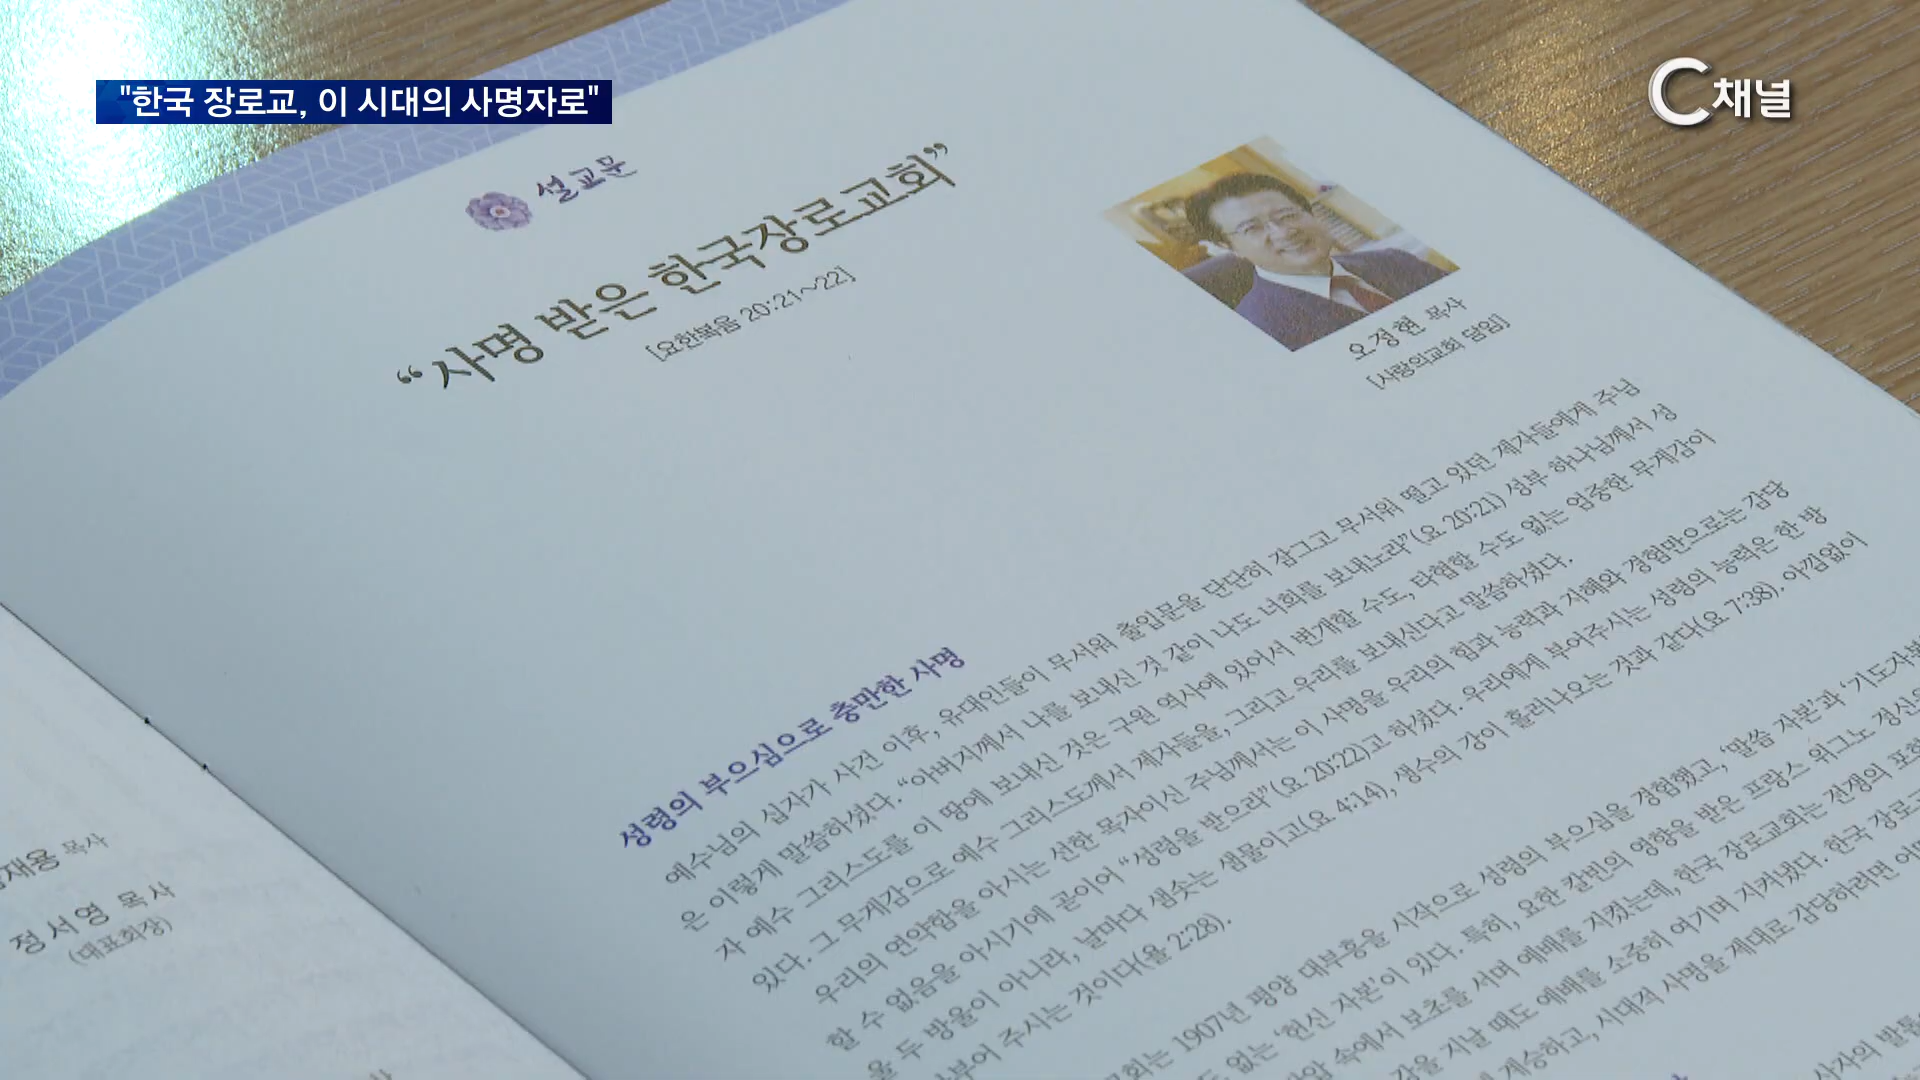 "한국 장로교, 이 시대의 사명자로"
C채널
설교문
“사명 받은 한국장로교회”
[요한복음 20:21~22]
오정현 목사
[사랑의교회 담임]
성령의 부으심으로 충만한 사명
예수님의 십자가 사건 이후, 유대인들이 무서워 출입문을 단단히 잠그고 무서워 떨고 있던 제자들에게 주님
은 이렇게 말씀하셨다. “아버지께서 나를 보내신 것 같이 나도 너희를 보내노라”(요 20:21) 성부 하나님께서 성
자 예수 그리스도를 이 땅에 보내신 것은 구원 역사에 있어서 변개할 수도, 타협할 수도 없는 엄중한 무게감이
있다. 그 무게감으로 예수 그리스도께서 제자들을, 그리고 우리를 보내신다고 말씀하셨다.
우리의 연약함을 아시는 선한 목자이신 주님께서는 이 사명을 우리의 힘과 능력과 지혜와 경험만으로는 감당
할 수 없음을 아시기에 곧이어 “성령을 받으라”(요 20:22)고 하셨다. 우리에게 부어주시는 성령의 능력은 한 방
울 두 방울이 아니라, 날마다 샘솟는 샘물이고(요 4:14), 생수의 강이 흘러나오는 것과 같다(요 7:38). 아낌없이
부어 주시는 것이다(욜 2:28).
회는 1907년 평양 대부흥을 시작으로 성령의 부으심을 경험했고, ‘말씀 자본’과 ‘기도자본
도 없는 ‘헌신 자본’이 있다. 특히, 요한 칼빈의 영향을 받은 프랑스 위그노 정신을
속에서 보초를 서며 예배를 지켰는데, 한국 장로교회는 전쟁의 포화
을 지날 때도 예배를 소중히 여기며 지켜냈다. 한국 장로교
계승하고, 시대적 사명을 제대로 감당하려면
재용 목사
정서영 목사
(대표회장)